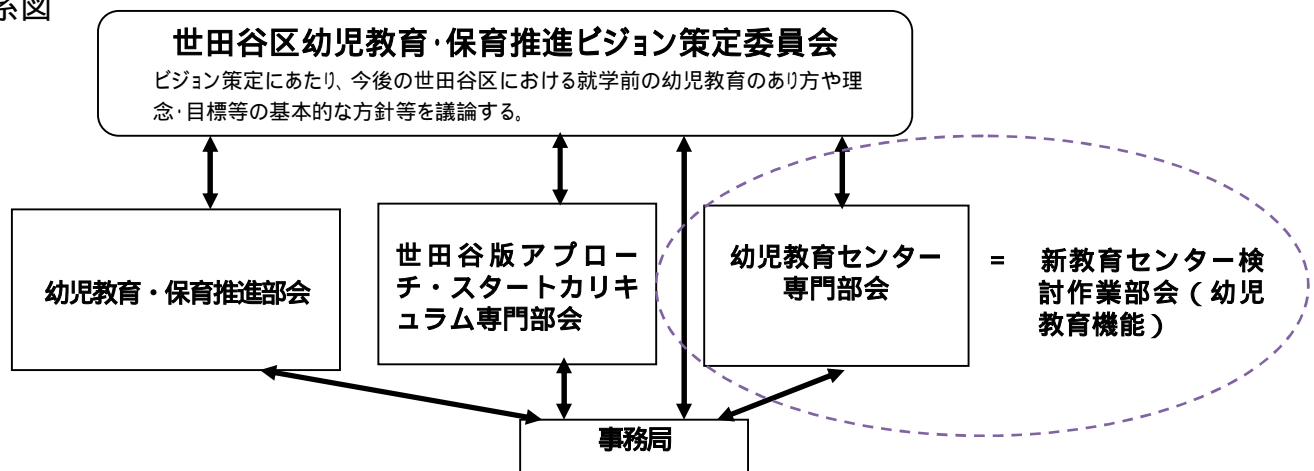 系図
世田谷区幼児教育･保育推進ビジョン策定委員会
ビジョン策定にあたり、今後の世田谷区における就学前の幼児教育のあり方や理
念･目標等の基本的な方針等を議論する。
幼児教育・保育推進部会
世田谷版アプロー
チ・スタートカリキ
ュラム専門部会
幼児教育センター
専門部会
=
新教育センター検
討作業部会（幼児
教育機能）
事務局